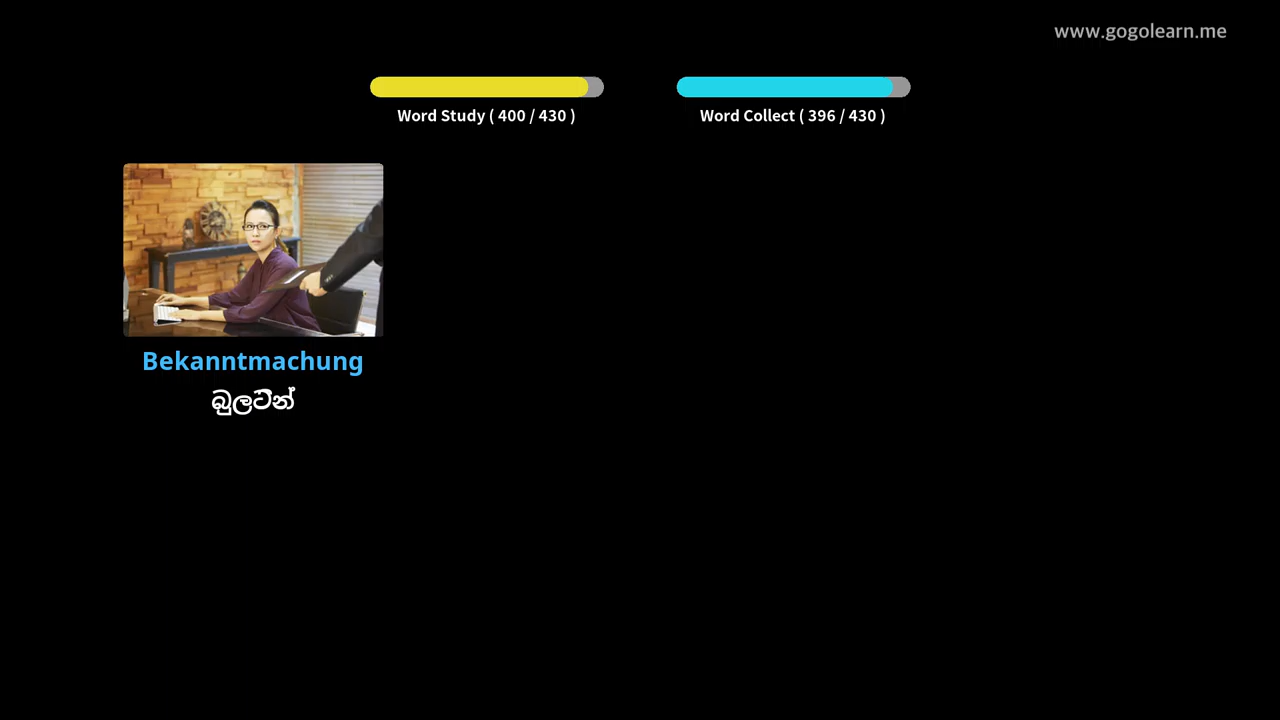 www.gogolearn.me
Word Study ( 400 / 430 )
Word Collect ( 396 / 430 )
Bekanntmachung
බුලටින්